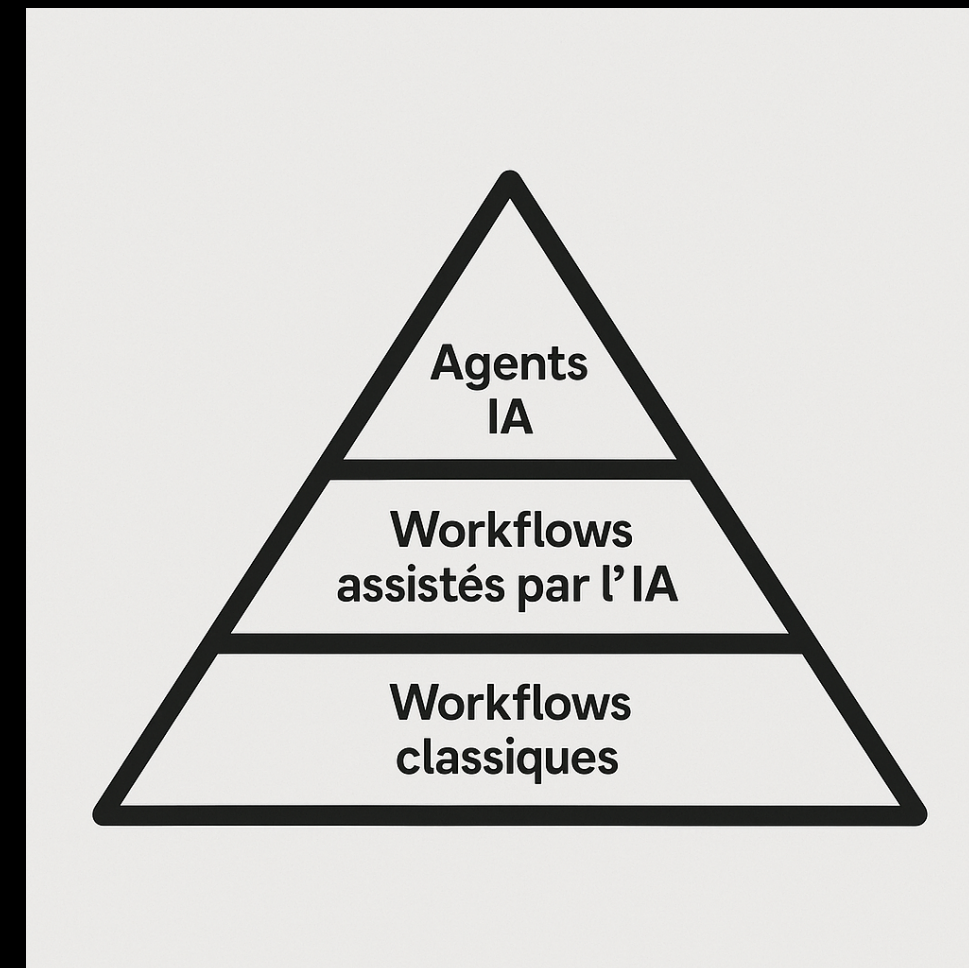 Agents
IA
Workflows
assistés par l’IA
Workflows
classiques